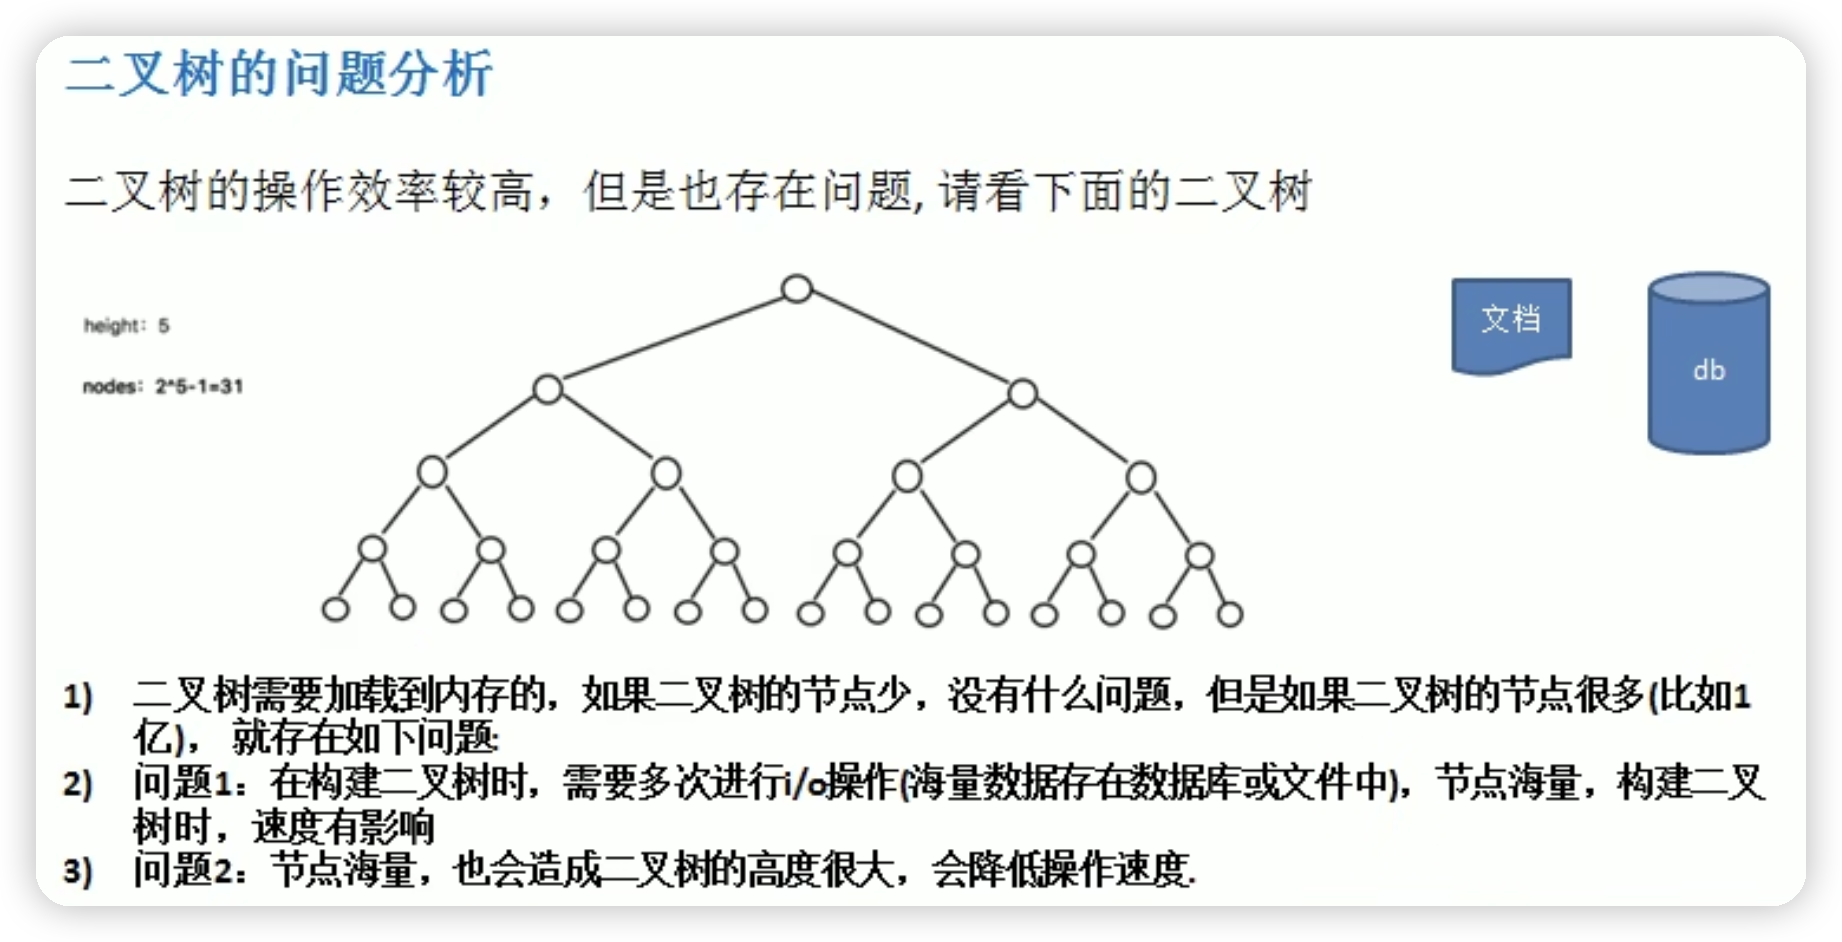 二叉树的问题分析
二叉树的操作效率较高，但是也存在问题,请看下面的二叉树
height：5
nodes：2^5-1=31
文档
db
1) 二叉树需要加载到内存的，如果二叉树的节点少，没有什么问题，但是如果二叉树的节点很多(比如1
亿)， 就存在如下问题:
2) 问题1：在构建二叉树时，需要多次进行i/o操作(海量数据存在数据库或文件中)，节点海量，构建二叉
树时，速度有影响
3) 问题2：节点海量，也会造成二叉树的高度很大，会降低操作速度.